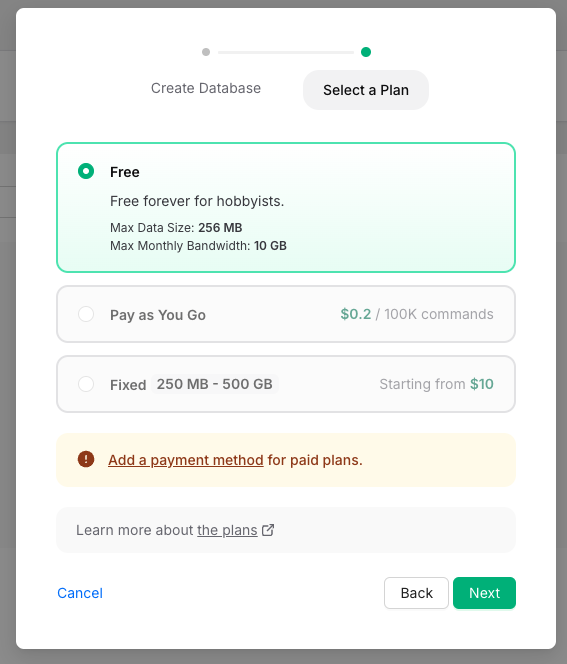 Create Database
Select a Plan
Free
Free forever for hobbyists.
Max Data Size: 256 MB
Max Monthly Bandwidth: 10 GB
Pay as You Go $0.2 / 100K commands
Fixed 250 MB - 500 GB Starting from $10
Add a payment method for paid plans.
Learn more about the plans
Cancel Back Next